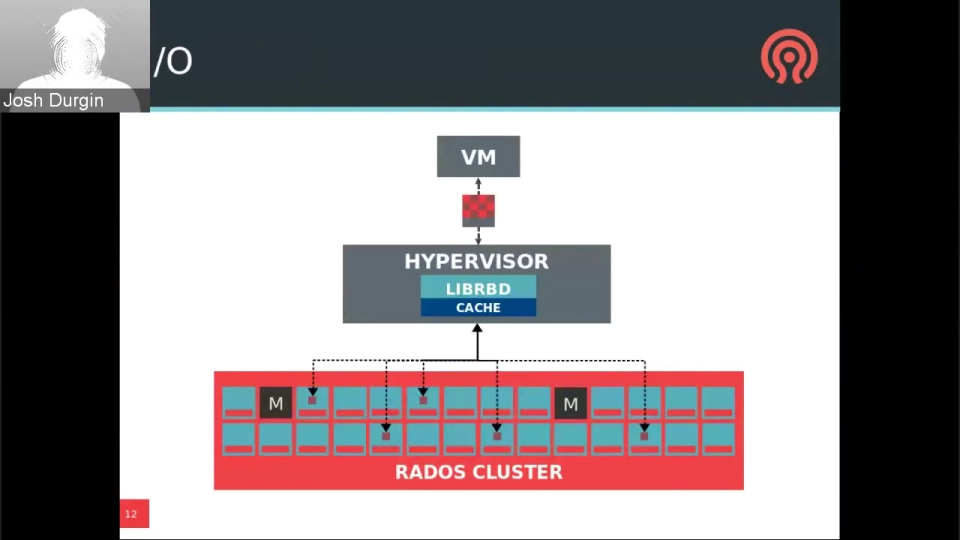 Josh Durgin
/O
VM
HYPERVISOR
LIBRBD
CACHE
M
M
RADOS CLUSTER
12